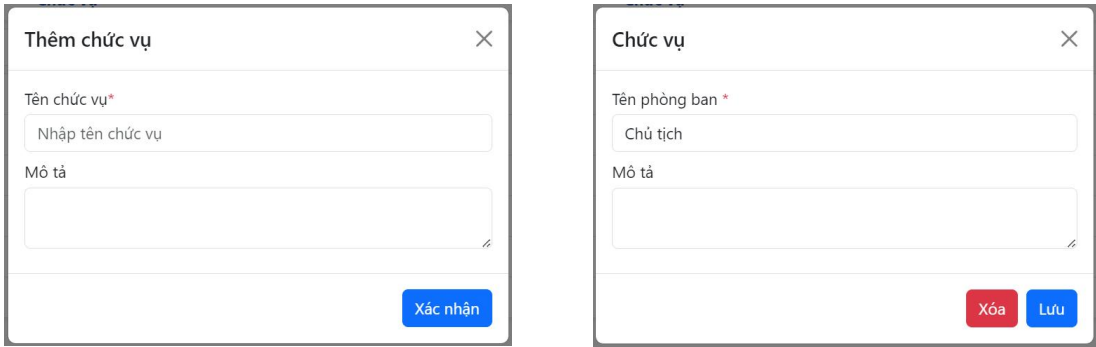 Thêm chức vụ
Tên chức vụ*
Nhập tên chức vụ
Mô tả
Xác nhận
Chức vụ
Tên phòng ban *
Chủ tịch
Mô tả
Xóa
Lưu